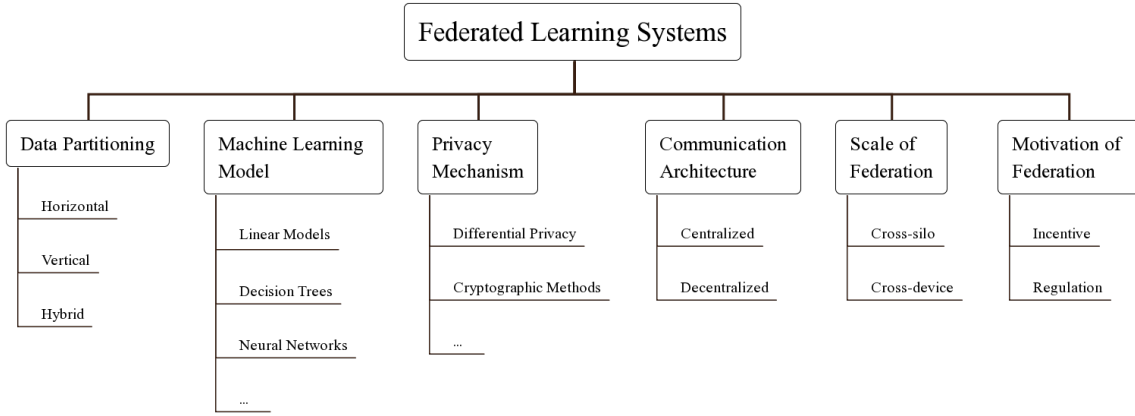 Federated Learning Systems
Data Partitioning
Horizontal
Vertical
Hybrid
Machine Learning
Model
Linear Models
Decision Trees
Neural Networks
...
Privacy
Mechanism
Differential Privacy
Cryptographic Methods
...
Communication
Architecture
Centralized
Decentralized
Scale of
Federation
Cross-silo
Cross-device
Motivation of
Federation
Incentive
Regulation